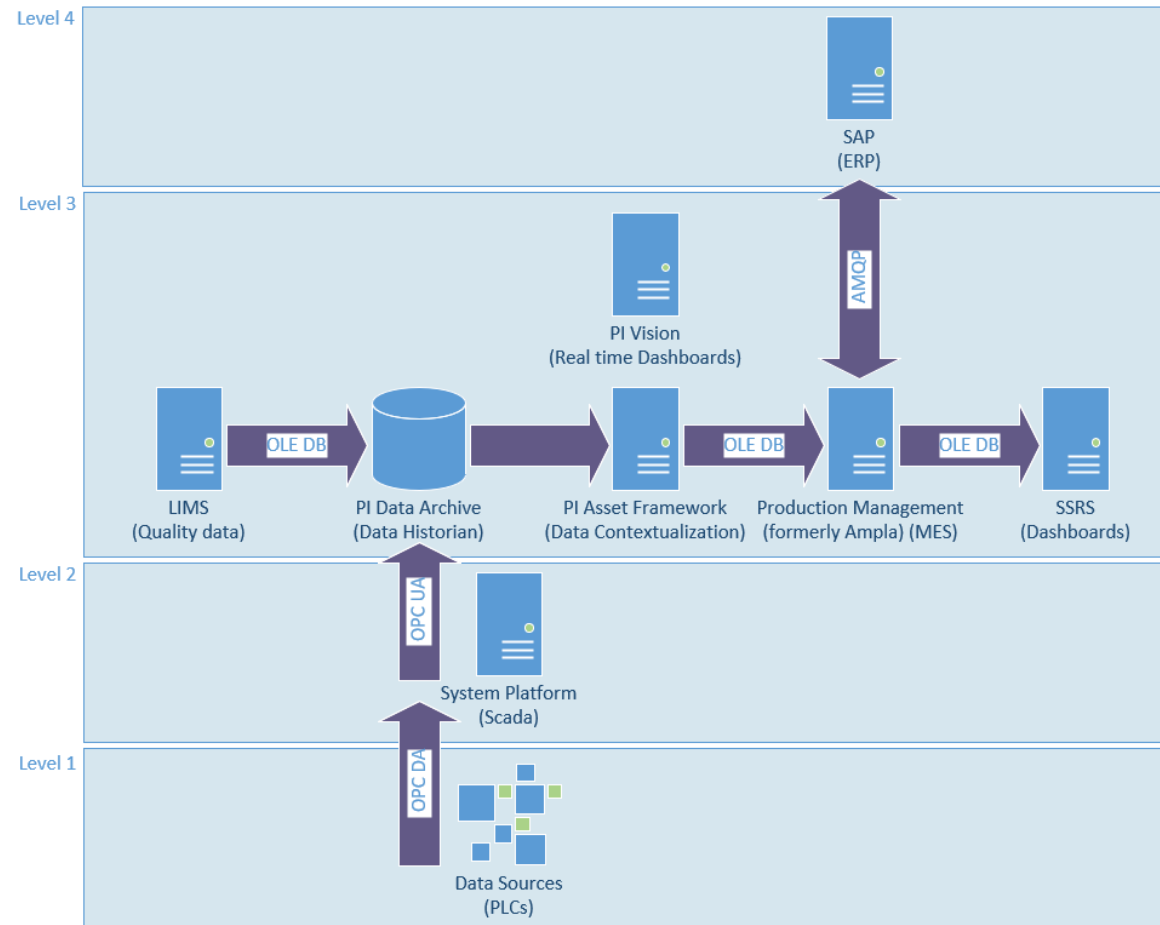 Level 4
SAP
(ERP)
Level 3
AMQP
PI Vision
(Real time Dashboards)
OLE DB
OLE DB
OLE DB
LIMS
(Quality data)
PI Data Archive
(Data Historian)
PI Asset Framework
(Data Contextualization)
Production Management
(formerly Ampla) (MES)
SSRS
(Dashboards)
Level 2
OPC UA
System Platform
(Scada)
Level 1
OPC DA
Data Sources
(PLCs)